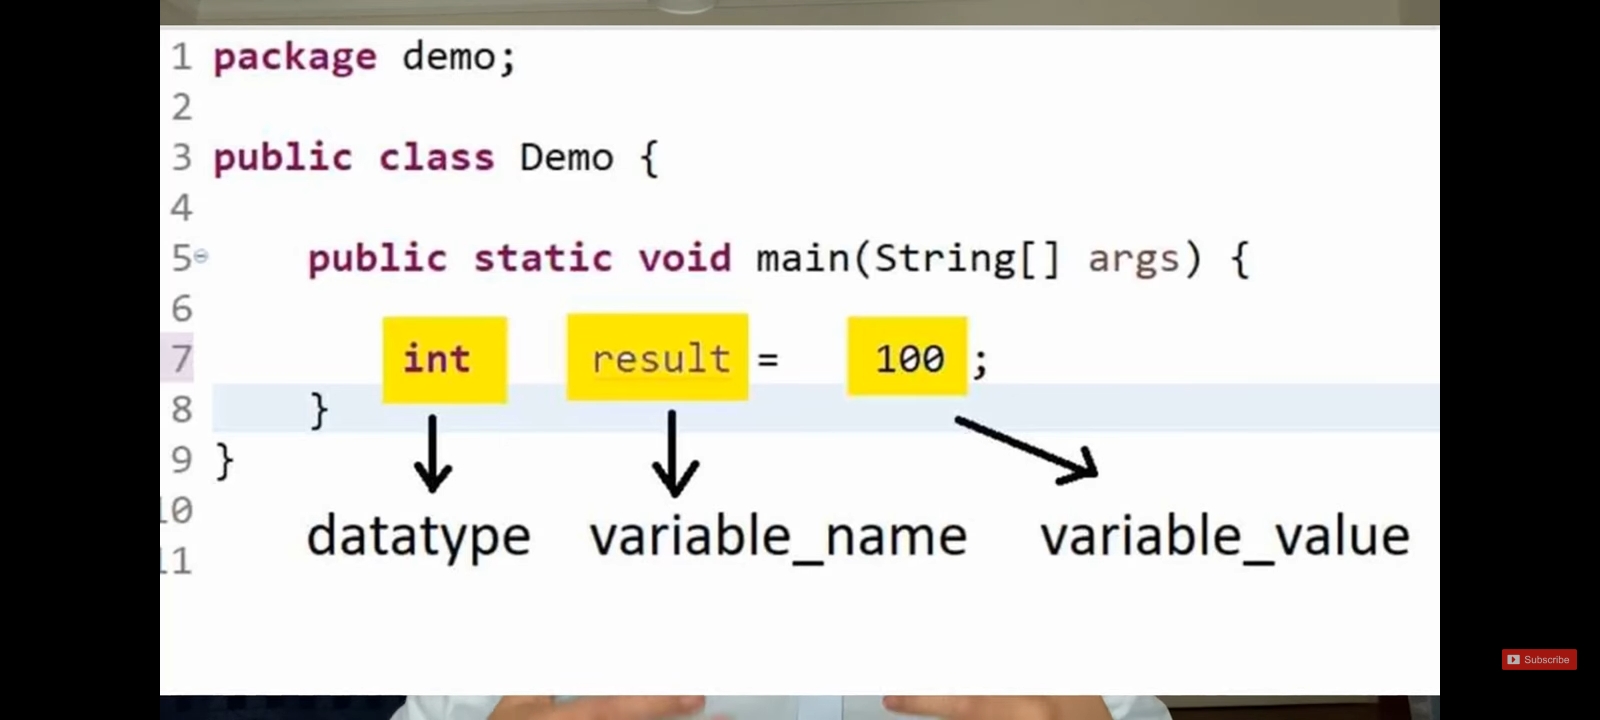 1 package demo;
2
3 public class Demo {
4
5 public static void main(String[] args) {
6
7 int result = 100 ;
8 }
9 }
10
11
datatype variable_name variable_value
Subscribe